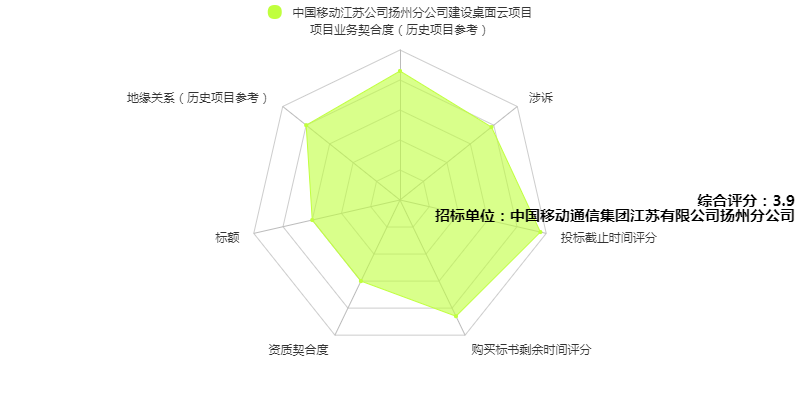 中国移动江苏公司扬州分公司建设桌面云项目
项目业务契合度（历史项目参考）
地缘关系（历史项目参考）
涉诉
综合评分：3.9
招标单位：中国移动通信集团江苏有限公司扬州分公司
标额
投标截止时间评分
资质契合度
购买标书剩余时间评分